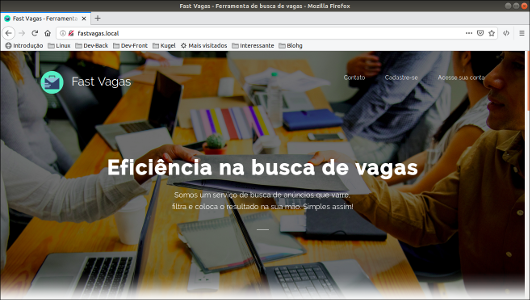 Fast Vagas - Ferramenta de busca de vagas - Mozilla Firefox
Fast Vagas - Ferramenta
fastvagas.local
Introdução Linux Dev-Back Dev-Front Kugel Mais visitados Interessante Blohg
Fast Vagas
Contato Cadastre-se Acesse sua conta
Eficiência na busca de vagas
Somos um serviço de busca de anúncios que varre,
filtra e coloca o resultado na sua mão. Simples assim!